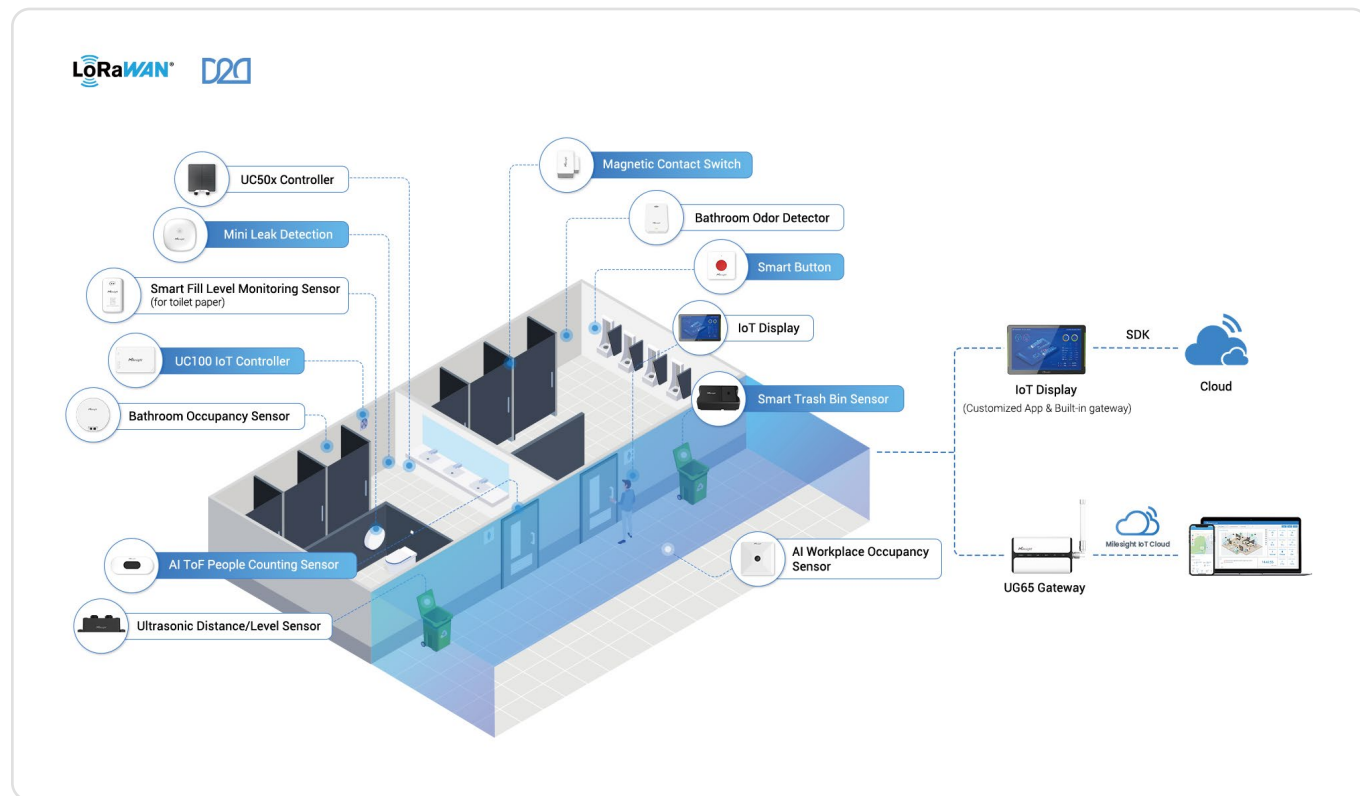 LoRaWAN®
D2D
UC50x Controller
Mini Leak Detection
Smart Fill Level Monitoring Sensor
(for toilet paper)
UC100 IoT Controller
Bathroom Occupancy Sensor
AI ToF People Counting Sensor
Ultrasonic Distance/Level Sensor
Magnetic Contact Switch
Bathroom Odor Detector
Smart Button
IoT Display
Smart Trash Bin Sensor
AI Workplace Occupancy
Sensor
IoT Display
(Customized App & Built-in gateway)
SDK
Cloud
UG65 Gateway
Milesight IoT Cloud